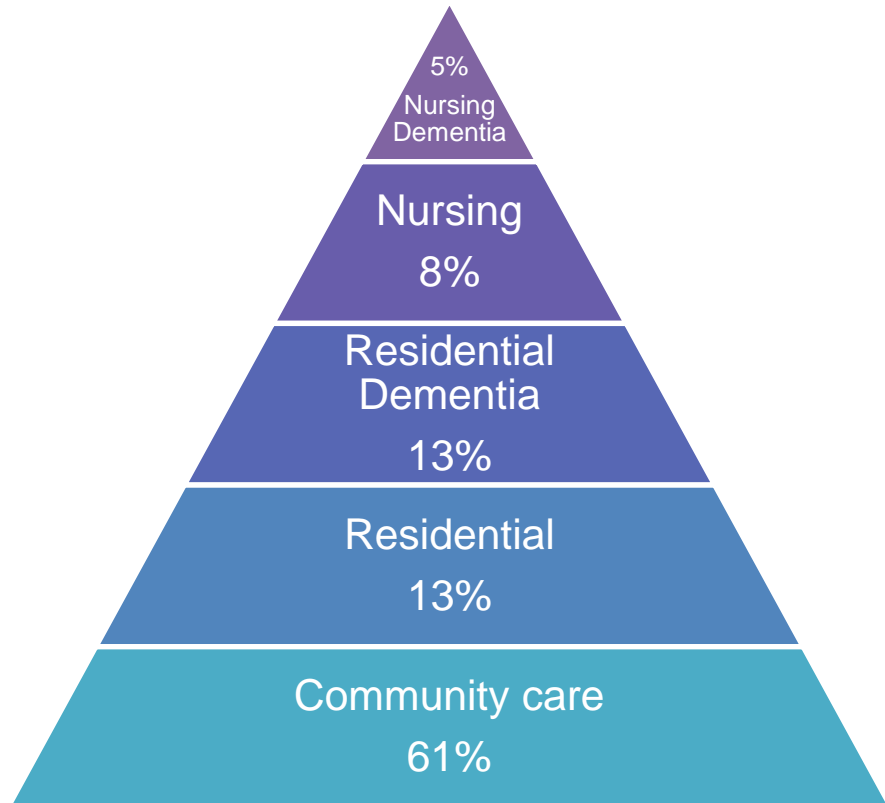 5%
Nursing
Dementia
Nursing
8%
Residential
Dementia
13%
Residential
13%
Community care
61%